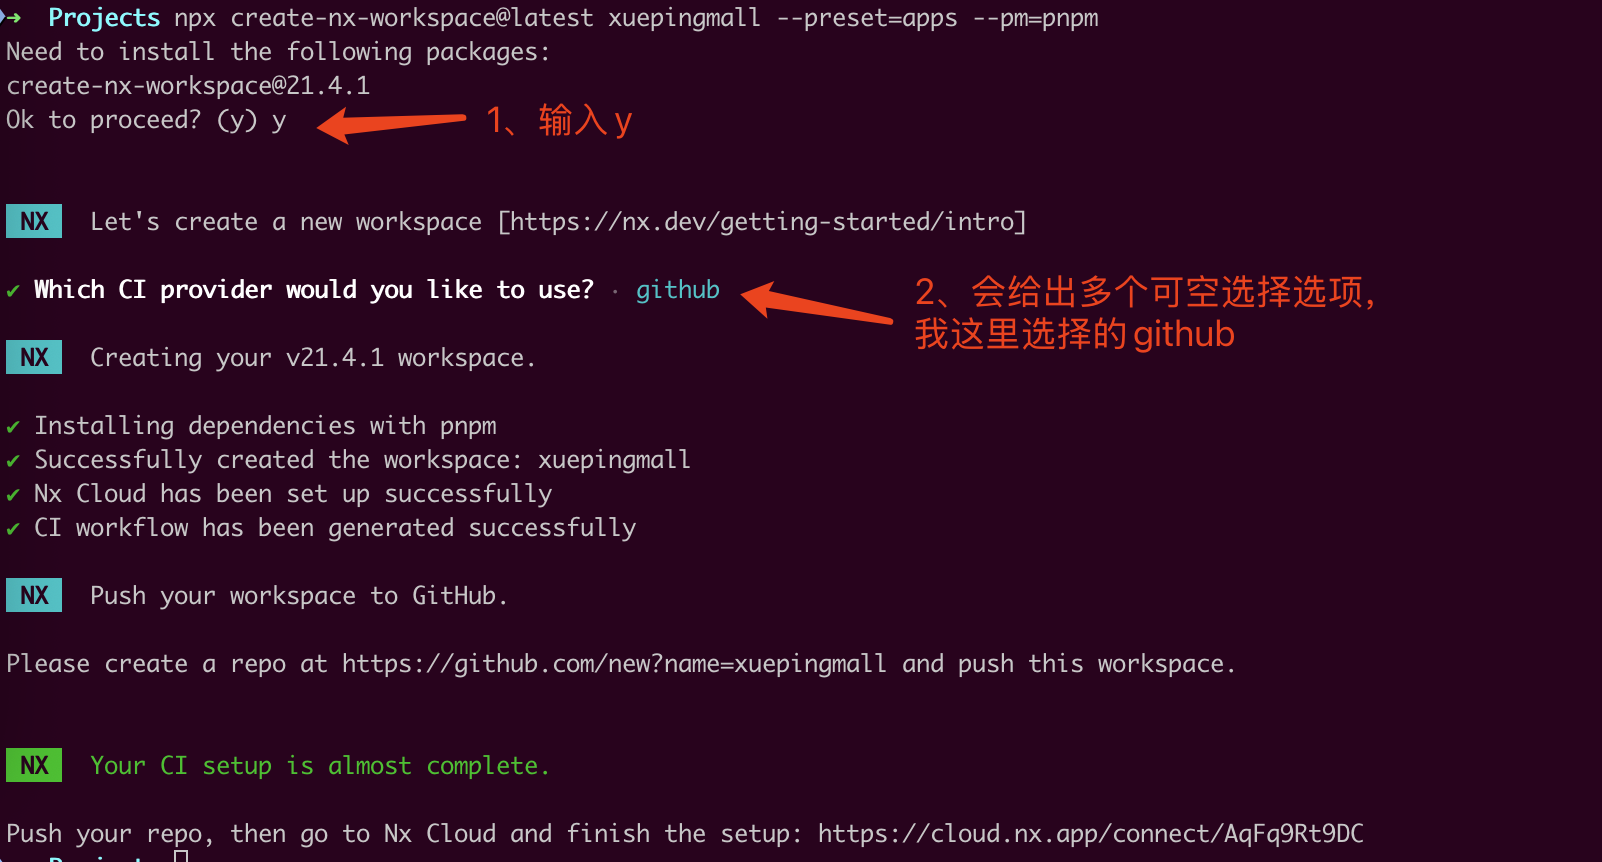 ➜ Projects npx create-nx-workspace@latest xuepingmall --preset=apps --pm=pnpm
Need to install the following packages:
create-nx-workspace@21.4.1
Ok to proceed? (y) y
1、输入 y
NX Let's create a new workspace [https://nx.dev/getting-started/intro]
✔ Which CI provider would you like to use? · github
2、会给出多个可空选择选项,
我这里选择的 github
NX Creating your v21.4.1 workspace.
✔ Installing dependencies with pnpm
✔ Successfully created the workspace: xuepingmall
✔ Nx Cloud has been set up successfully
✔ CI workflow has been generated successfully
NX Push your workspace to GitHub.
Please create a repo at https://github.com/new?name=xuepingmall and push this workspace.
NX Your CI setup is almost complete.
Push your repo, then go to Nx Cloud and finish the setup: https://cloud.nx.app/connect/AqFq9Rt9DC